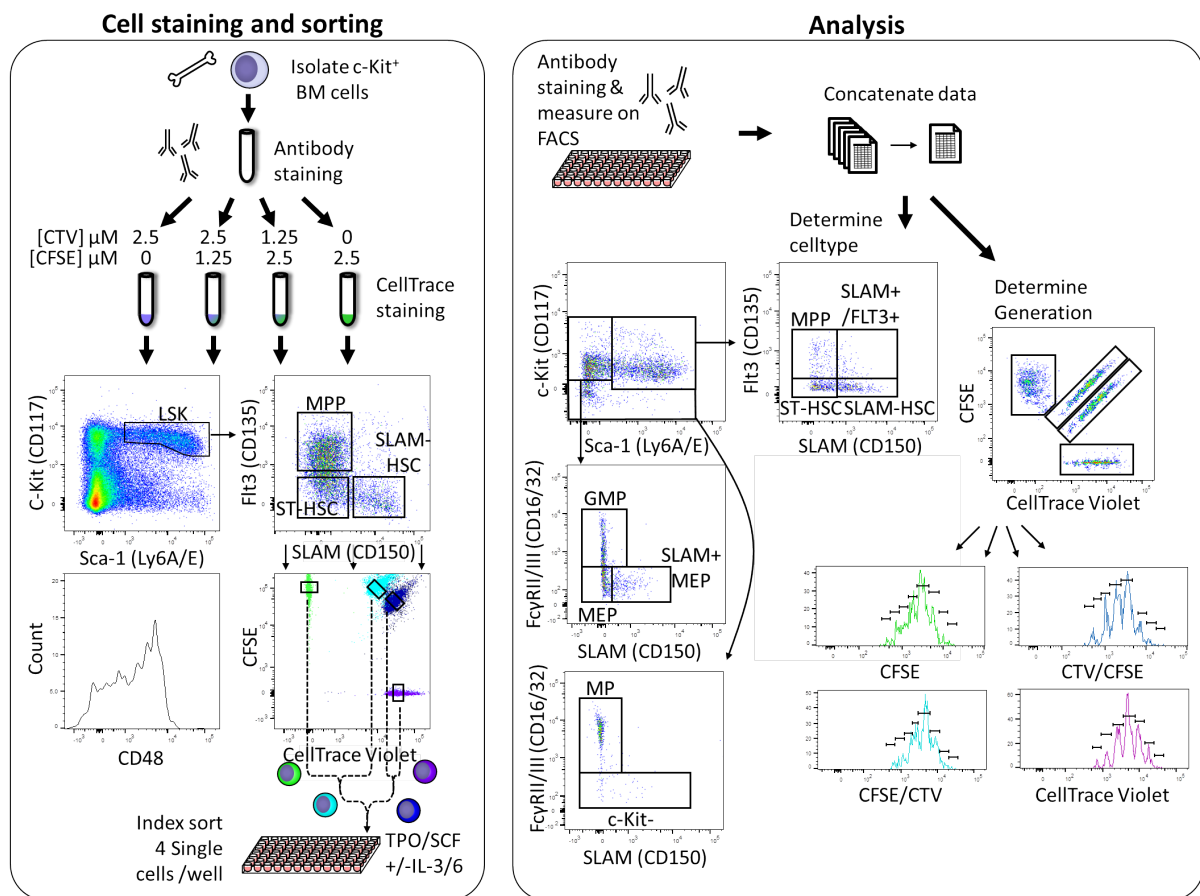 Cell staining and sorting
Isolate c-Kit⁺
BM cells
Antibody
staining
[CTV] µM 2.5 2.5 1.25 0
[CFSE] µM 0 1.25 2.5 2.5
CellTrace
staining
LSK
C-Kit (CD117)
Sca-1 (Ly6A/E)
MPP
SLAM-
HSC
ST-HSC
Flt3 (CD135)
SLAM (CD150)
Count
CD48
CFSE
CellTrace Violet
Index sort
4 Single
cells /well
TPO/SCF
+/-IL-3/6
Analysis
Antibody
staining &
measure on
FACS
Concatenate data
Determine
celltype
Determine
Generation
c-Kit (CD117)
Sca-1 (Ly6A/E)
Flt3 (CD135)
MPP
SLAM+
/FLT3+
ST-HSC
SLAM-HSC
SLAM (CD150)
CFSE
CellTrace Violet
FcγRII/III (CD16/32)
GMP
SLAM+
MEP
MEP
SLAM (CD150)
FcγRII/III (CD16/32)
MP
c-Kit-
SLAM (CD150)
CFSE
CTV/CFSE
CFSE/CTV
CellTrace Violet